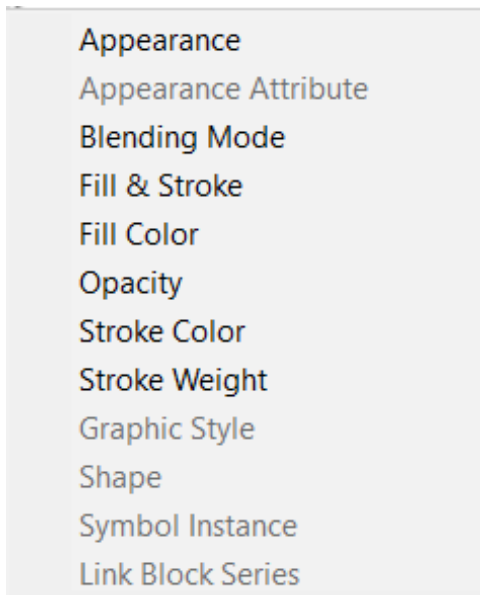 Appearance
Appearance Attribute
Blending Mode
Fill & Stroke
Fill Color
Opacity
Stroke Color
Stroke Weight
Graphic Style
Shape
Symbol Instance
Link Block Series